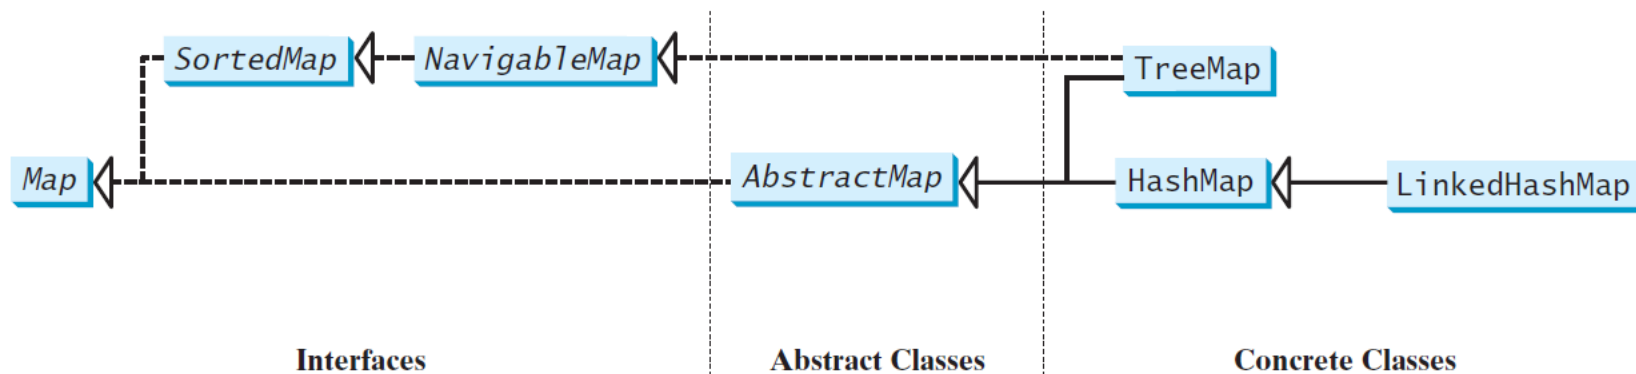 SortedMap
NavigableMap
TreeMap
Map
AbstractMap
HashMap
LinkedHashMap
Interfaces
Abstract Classes
Concrete Classes